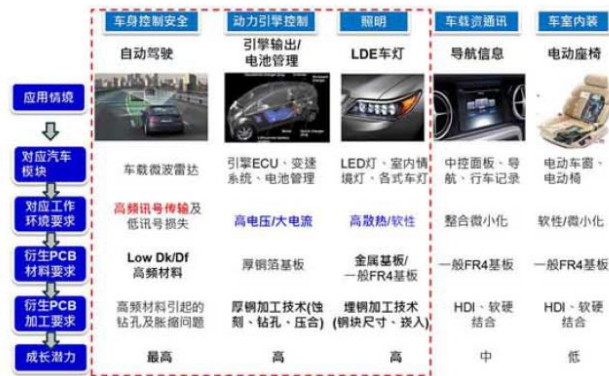 车身控制安全 动力引擎控制 照明 车载资通讯 车室内装
自动驾驶 引擎输出/ LDE车灯 导航信息 电动座椅
电池管理
应用情境
对应汽车 车载微波雷达 引擎ECU、变速 LED灯、室内情 中控面板、导 电动车窗、电
模块 系统、电池管理 境灯、各式车灯 航、行车记录 动椅
对应工作 高频讯号传输及 高电压/大电流 高散热/软性 整合微小化 软性/微小化
环境要求 低讯号损失
衍生PCB Low Dk/Df 厚铜箔基板 金属基板/ 一般FR4基板 一般FR4基板
材料要求 高频材料 一般FR4基板
衍生PCB 高频材料引起的 厚铜加工技术(蚀 埋铜加工技术 HDI、软硬 HDI、软硬
加工要求 钻孔及胀缩问题 刻、钻孔、压合) (铜块尺寸、崁入) 结合 结合
成长潜力 最高 高 高 中 低